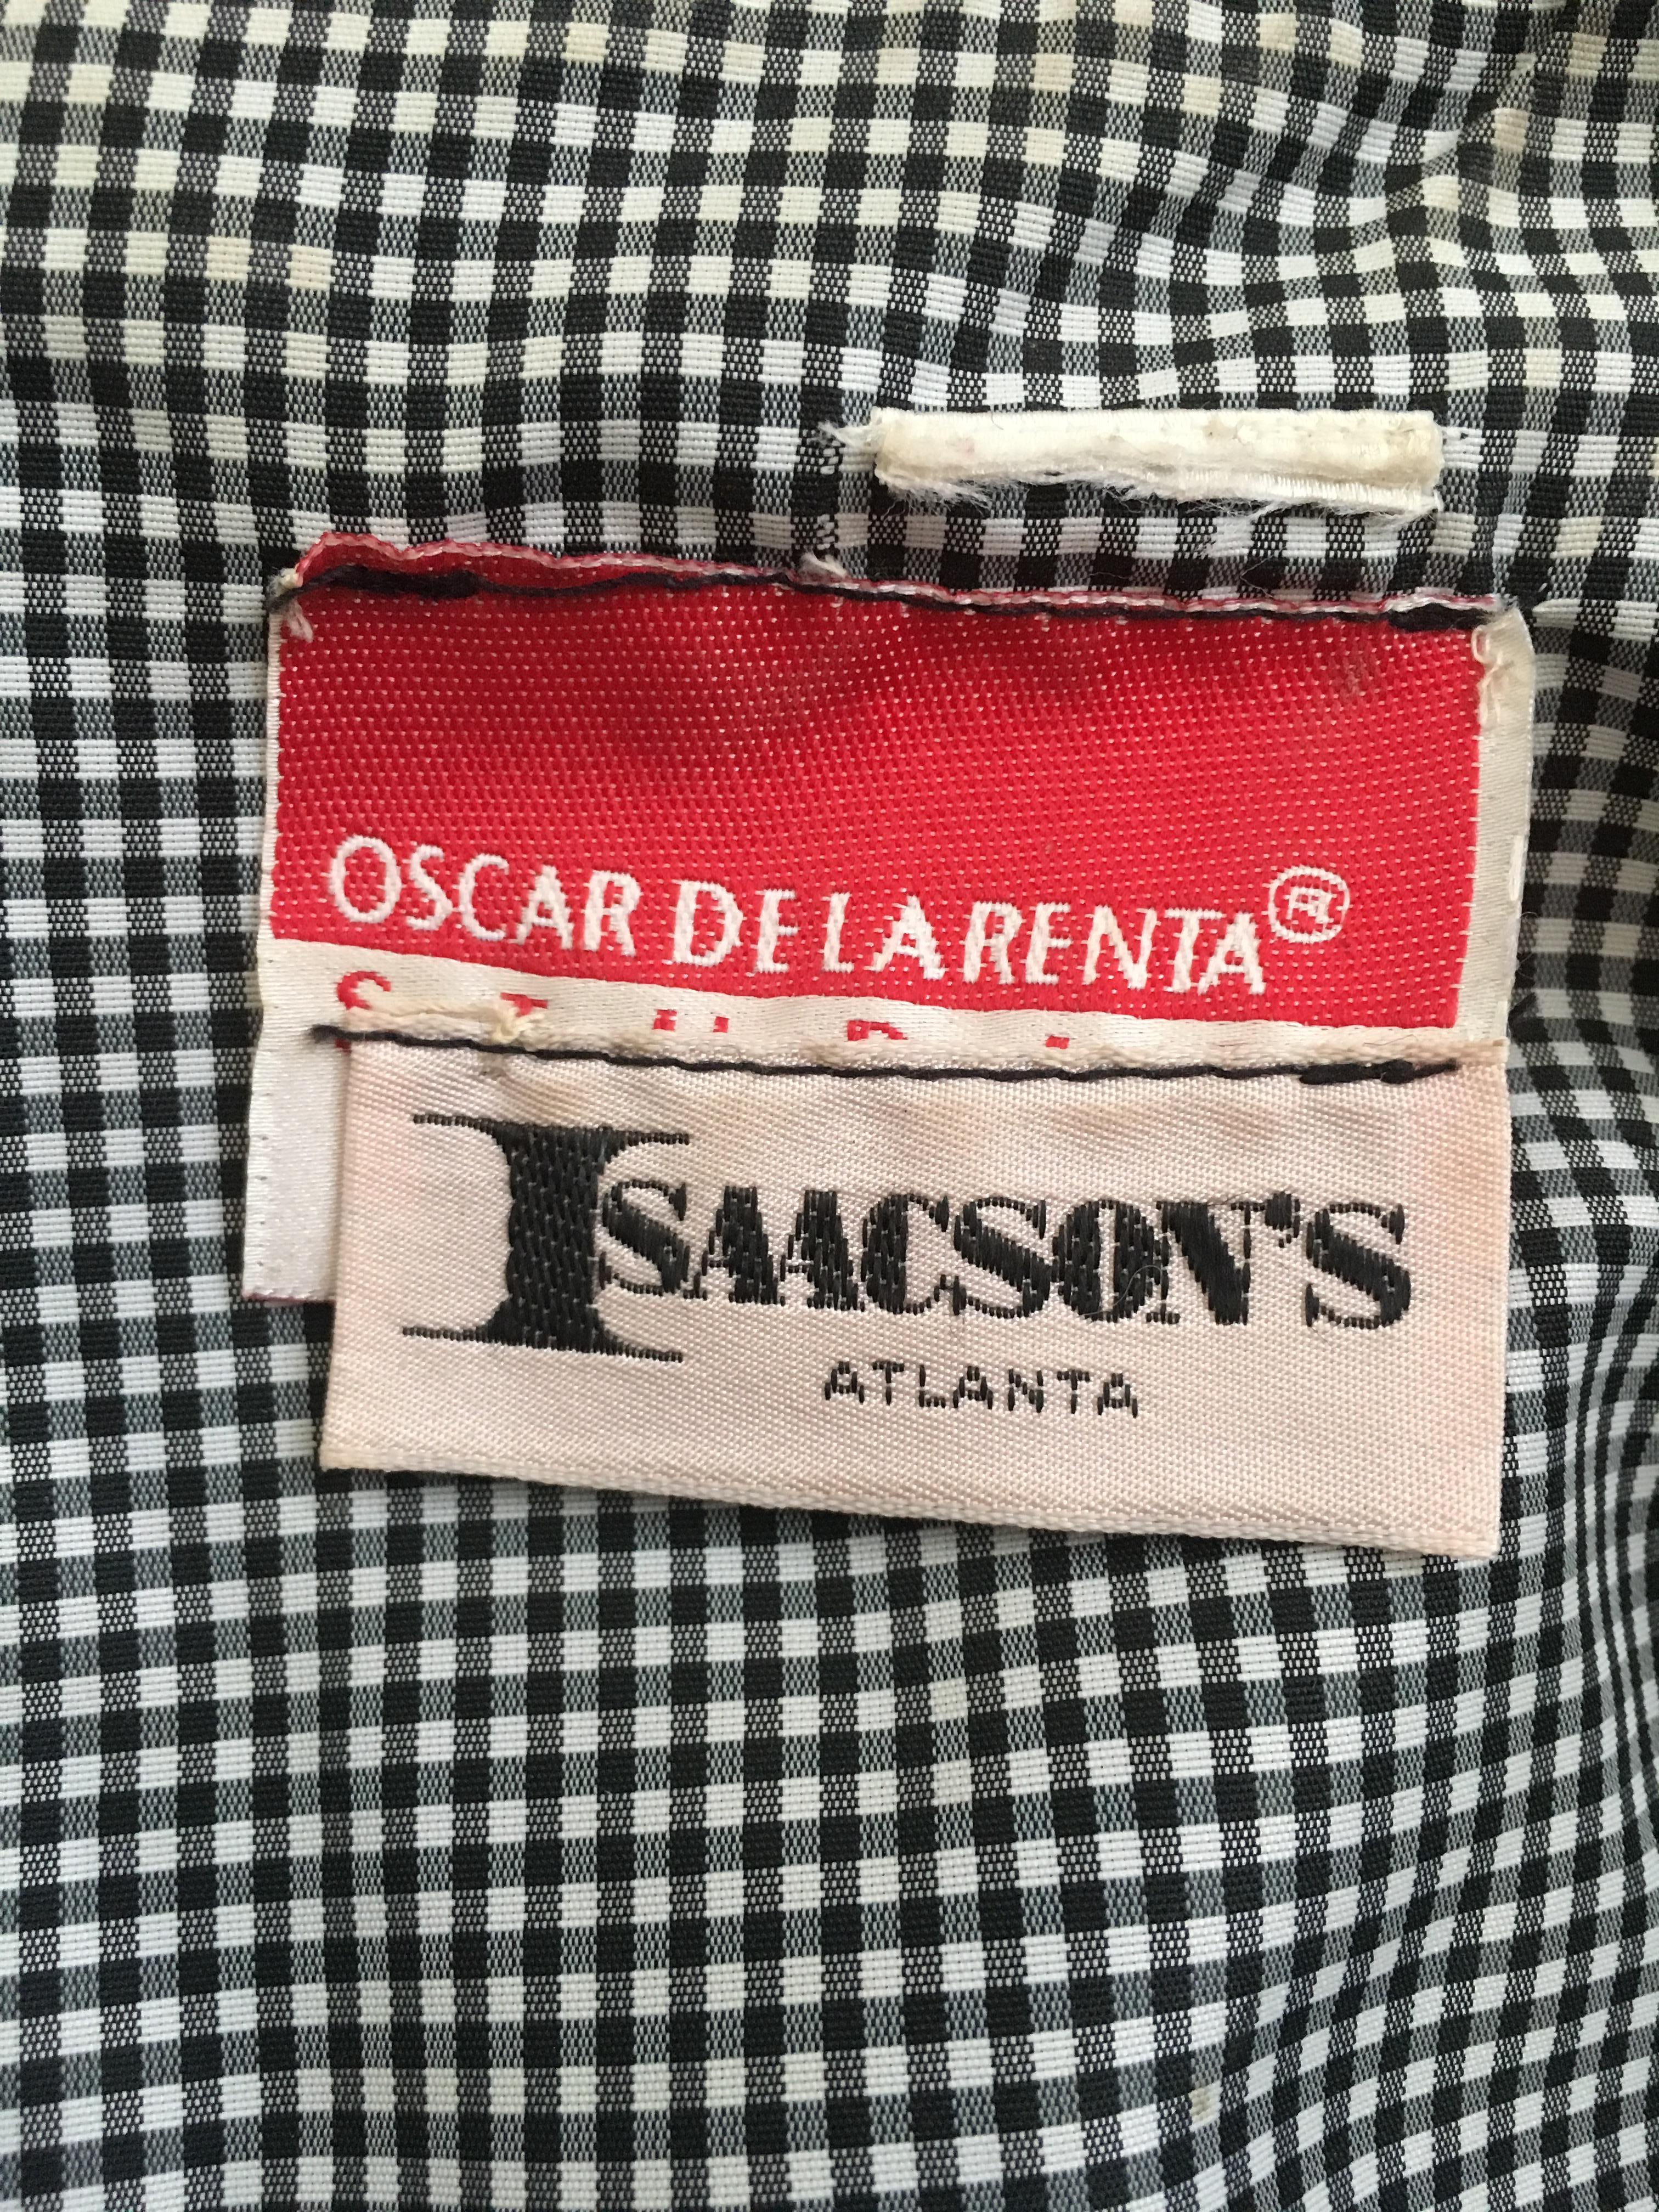 OSCAR DE LA RENTA®
ISAACSON'S
ATLANTA